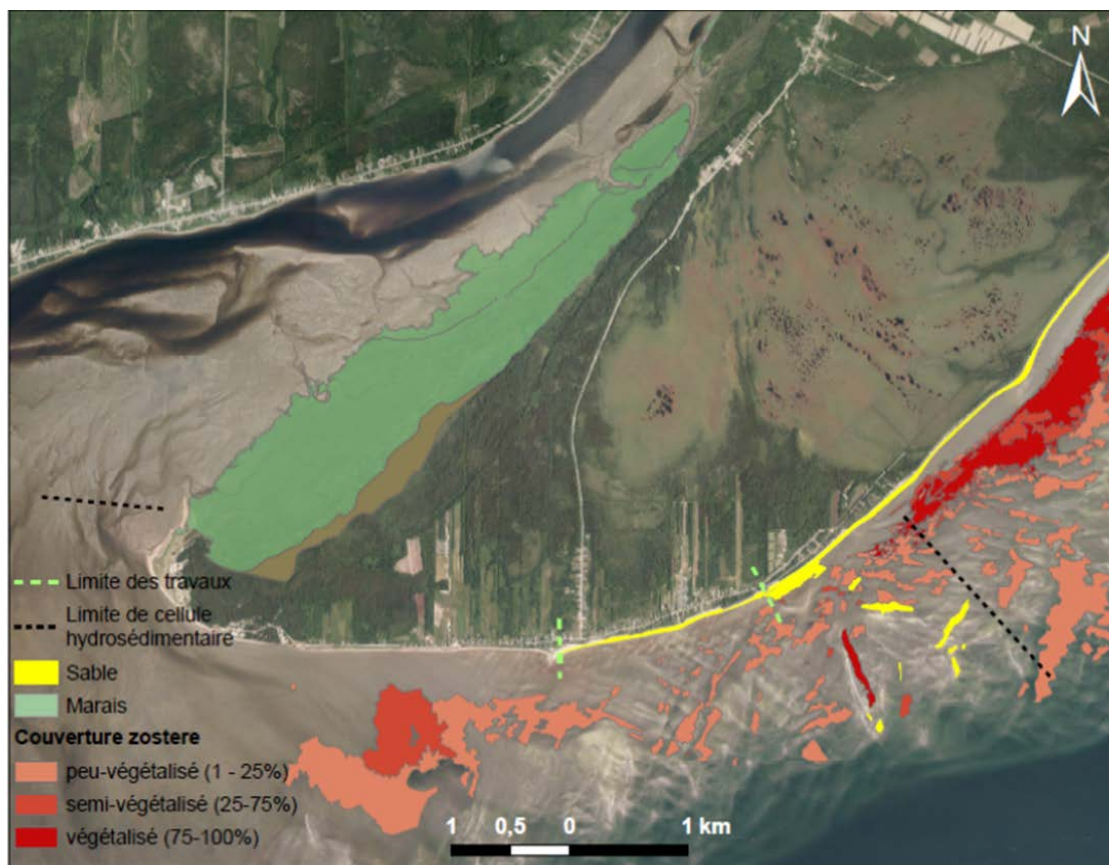 N
Limite des travaux
Limite de cellule
hydrosédimentaire
Sable
Marais
Couverture zostere
peu-végétalisé (1 - 25%)
semi-végétalisé (25-75%)
végétalisé (75-100%)
1 0,5 0 1 km